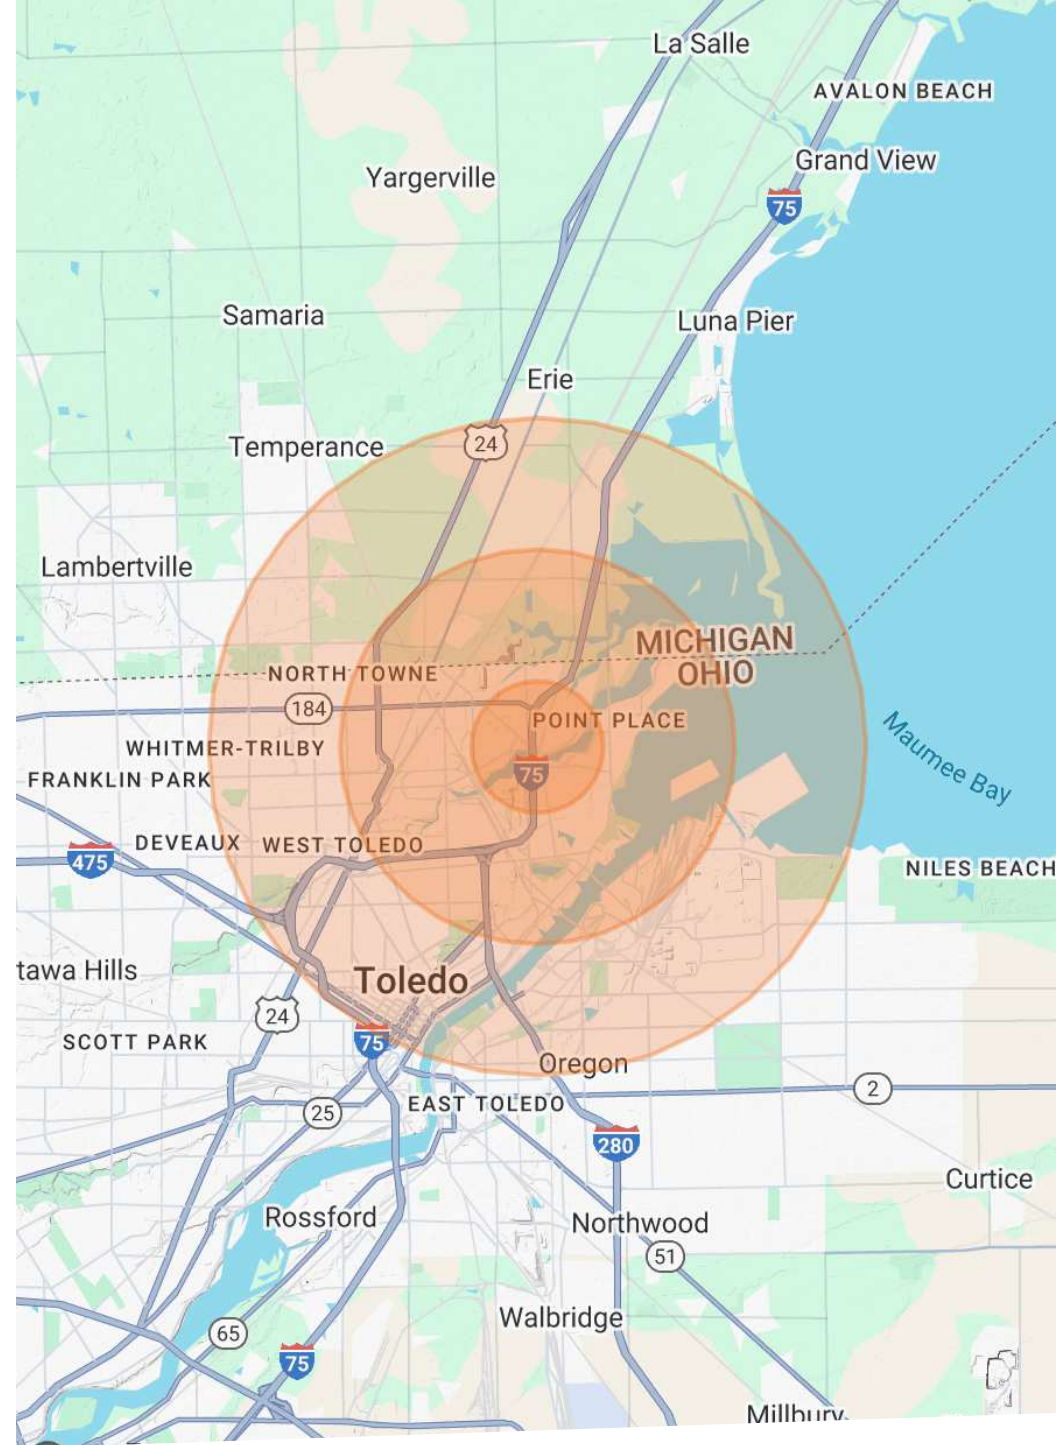 La Salle
AVALON BEACH
Grand View
Yargerville
75
Samaria
Luna Pier
Erie
24
Temperance
Lambertville
MICHIGAN
OHIO
NORTH TOWNE
184
POINT PLACE
Maumee Bay
WHITMER-TRILBY
75
FRANKLIN PARK
DEVEAUX
WEST TOLEDO
475
NILES BEACH
tawa Hills
Toledo
24
SCOTT PARK
75
Oregon
2
25
EAST TOLEDO
280
Curtice
Rossford
Northwood
51
Walbridge
65
75
Millbury